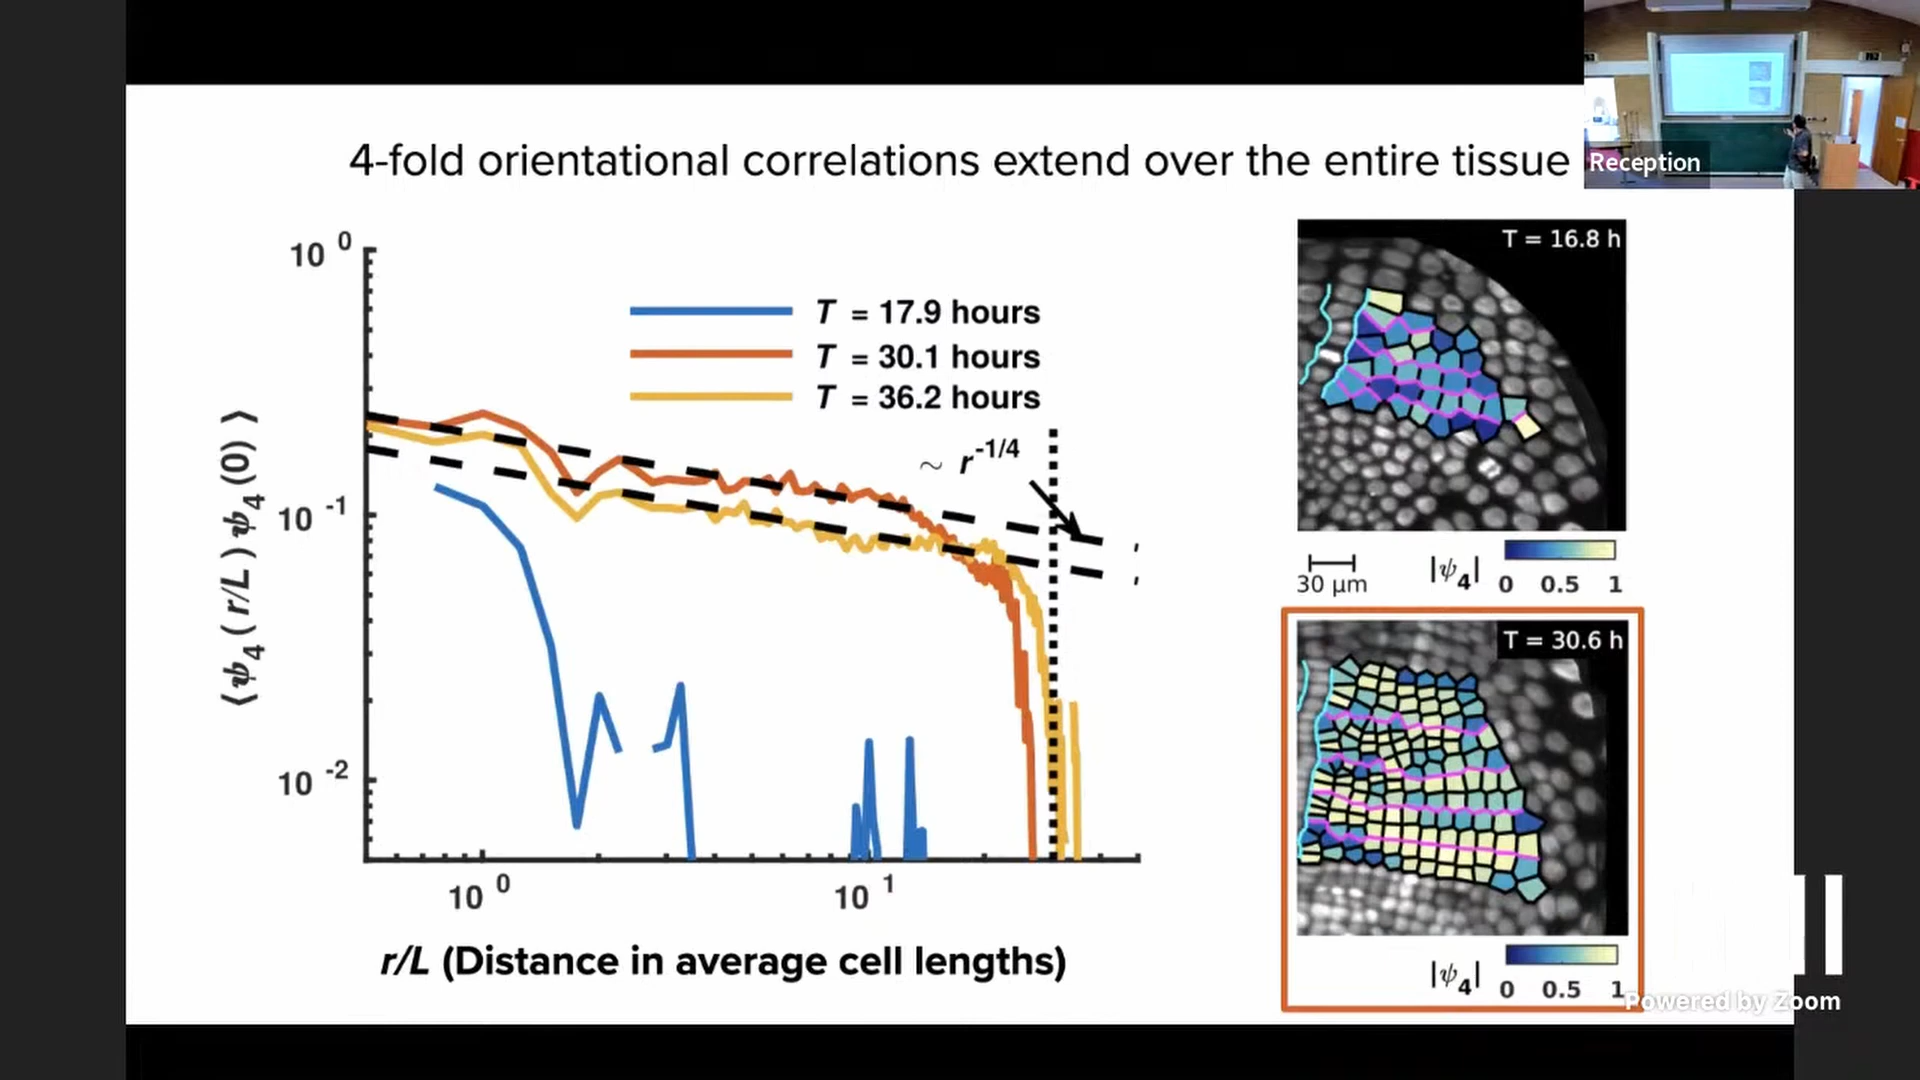 4-fold orientational correlations extend over the entire tissue
Reception
10 0
10 -1
10 -2
⟨ψ4(r/L)ψ4(0)⟩
T = 17.9 hours
T = 30.1 hours
T = 36.2 hours
~ r-1/4
10 0
10 1
r/L (Distance in average cell lengths)
T = 16.8 h
30 µm
|ψ4| 0 0.5 1
T = 30.6 h
|ψ4| 0 0.5 1
Powered by Zoom